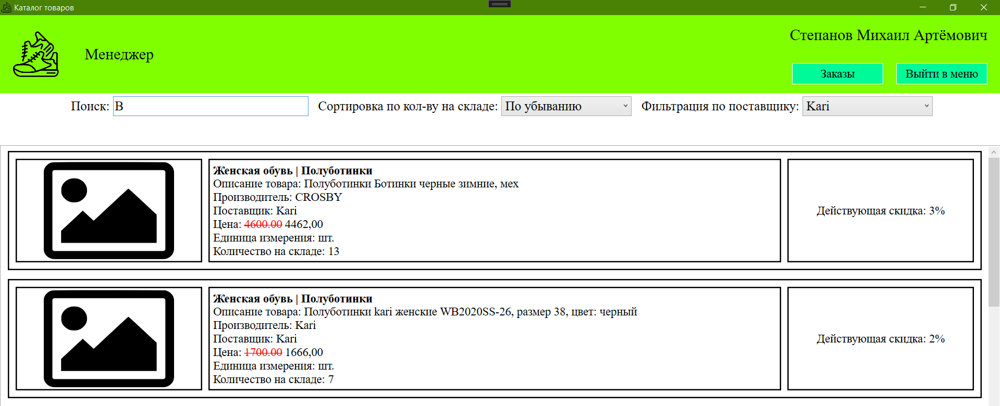 Каталог товаров
Менеджер
Степанов Михаил Артёмович
Заказы
Выйти в меню
Поиск: В
Сортировка по кол-ву на складе: По убыванию
Фильтрация по поставщику: Kari
Женская обувь | Полуботинки
Описание товара: Полуботинки Ботинки черные зимние, мех
Производитель: CROSBY
Поставщик: Kari
Цена: 4600.00 4462,00
Единица измерения: шт.
Количество на складе: 13
Действующая скидка: 3%
Женская обувь | Полуботинки
Описание товара: Полуботинки kari женские WB2020SS-26, размер 38, цвет: черный
Производитель: Kari
Поставщик: Kari
Цена: 1700.00 1666,00
Единица измерения: шт.
Количество на складе: 7
Действующая скидка: 2%